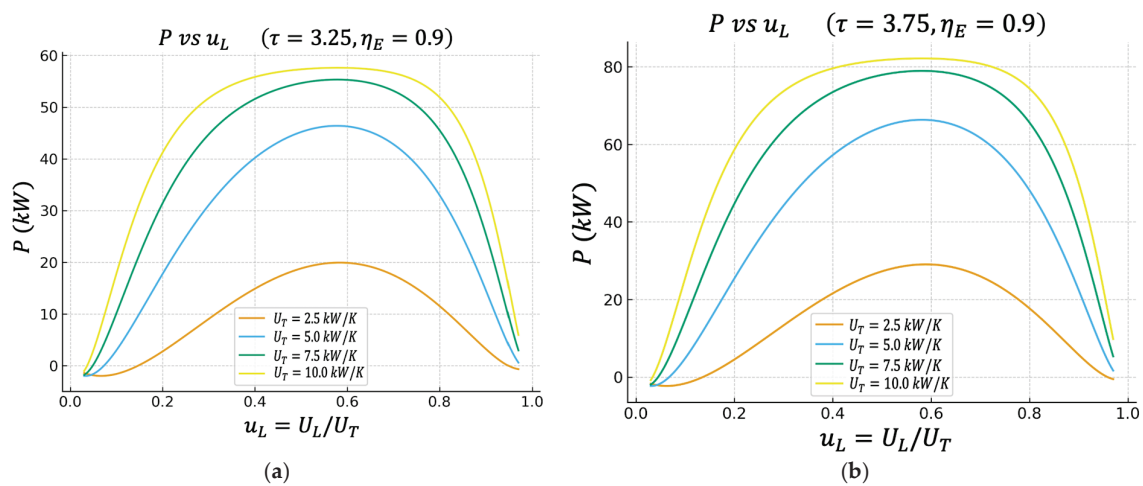 P vs u_L (τ = 3.25, η_E = 0.9)
60
50
40
30
20
10
0
P (kW)
U_T = 2.5 kW/K
U_T = 5.0 kW/K
U_T = 7.5 kW/K
U_T = 10.0 kW/K
0.0 0.2 0.4 0.6 0.8 1.0
u_L = U_L/U_T
(a)
P vs u_L (τ = 3.75, η_E = 0.9)
80
60
40
20
0
P (kW)
U_T = 2.5 kW/K
U_T = 5.0 kW/K
U_T = 7.5 kW/K
U_T = 10.0 kW/K
0.0 0.2 0.4 0.6 0.8 1.0
u_L = U_L/U_T
(b)